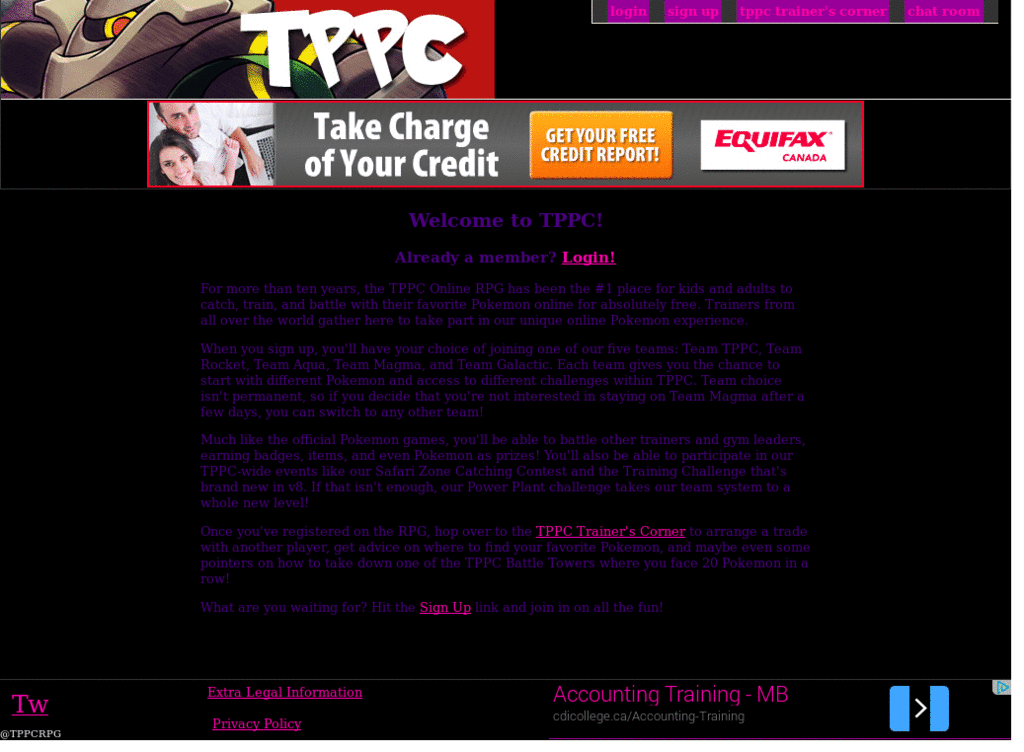 TPPC
login sign up tppc trainer's corner chat room
Take Charge
of Your Credit
GET YOUR FREE
CREDIT REPORT!
EQUIFAX
CANADA
Welcome to TPPC!
Already a member? Login!
For more than ten years, the TPPC Online RPG has been the #1 place for kids and adults to
catch, train, and battle with their favorite Pokemon online for absolutely free. Trainers from
all over the world gather here to take part in our unique online Pokemon experience.
When you sign up, you'll have your choice of joining one of our five teams: Team TPPC, Team
Rocket, Team Aqua, Team Magma, and Team Galactic. Each team gives you the chance to
start with different Pokemon and access to different challenges within TPPC. Team choice
isn't permanent, so if you decide that you're not interested in staying on Team Magma after a
few days, you can switch to any other team!
Much like the official Pokemon games, you'll be able to battle other trainers and gym leaders,
earning badges, items, and even Pokemon as prizes! You'll also be able to participate in our
TPPC-wide events like our Safari Zone Catching Contest and the Training Challenge that's
brand new in v8. If that isn't enough, our Power Plant challenge takes our team system to a
whole new level!
Once you've registered on the RPG, hop over to the TPPC Trainer's Corner to arrange a trade
with another player, get advice on where to find your favorite Pokemon, and maybe even some
pointers on how to take down one of the TPPC Battle Towers where you face 20 Pokemon in a
row!
What are you waiting for? Hit the Sign Up link and join in on all the fun!
Tw
@TPPCRPG
Extra Legal Information
Privacy Policy
Accounting Training - MB
cdicollege.ca/Accounting-Training